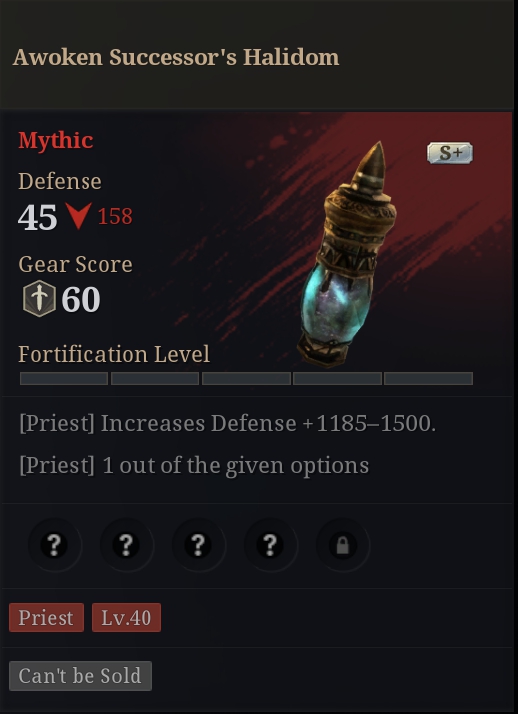 Awoken Successor's Halidom
Mythic
S+
Defense
45 158
Gear Score
60
Fortification Level
[Priest] Increases Defense +1185–1500.
[Priest] 1 out of the given options
? ? ? ?
Priest Lv.40
Can't be Sold